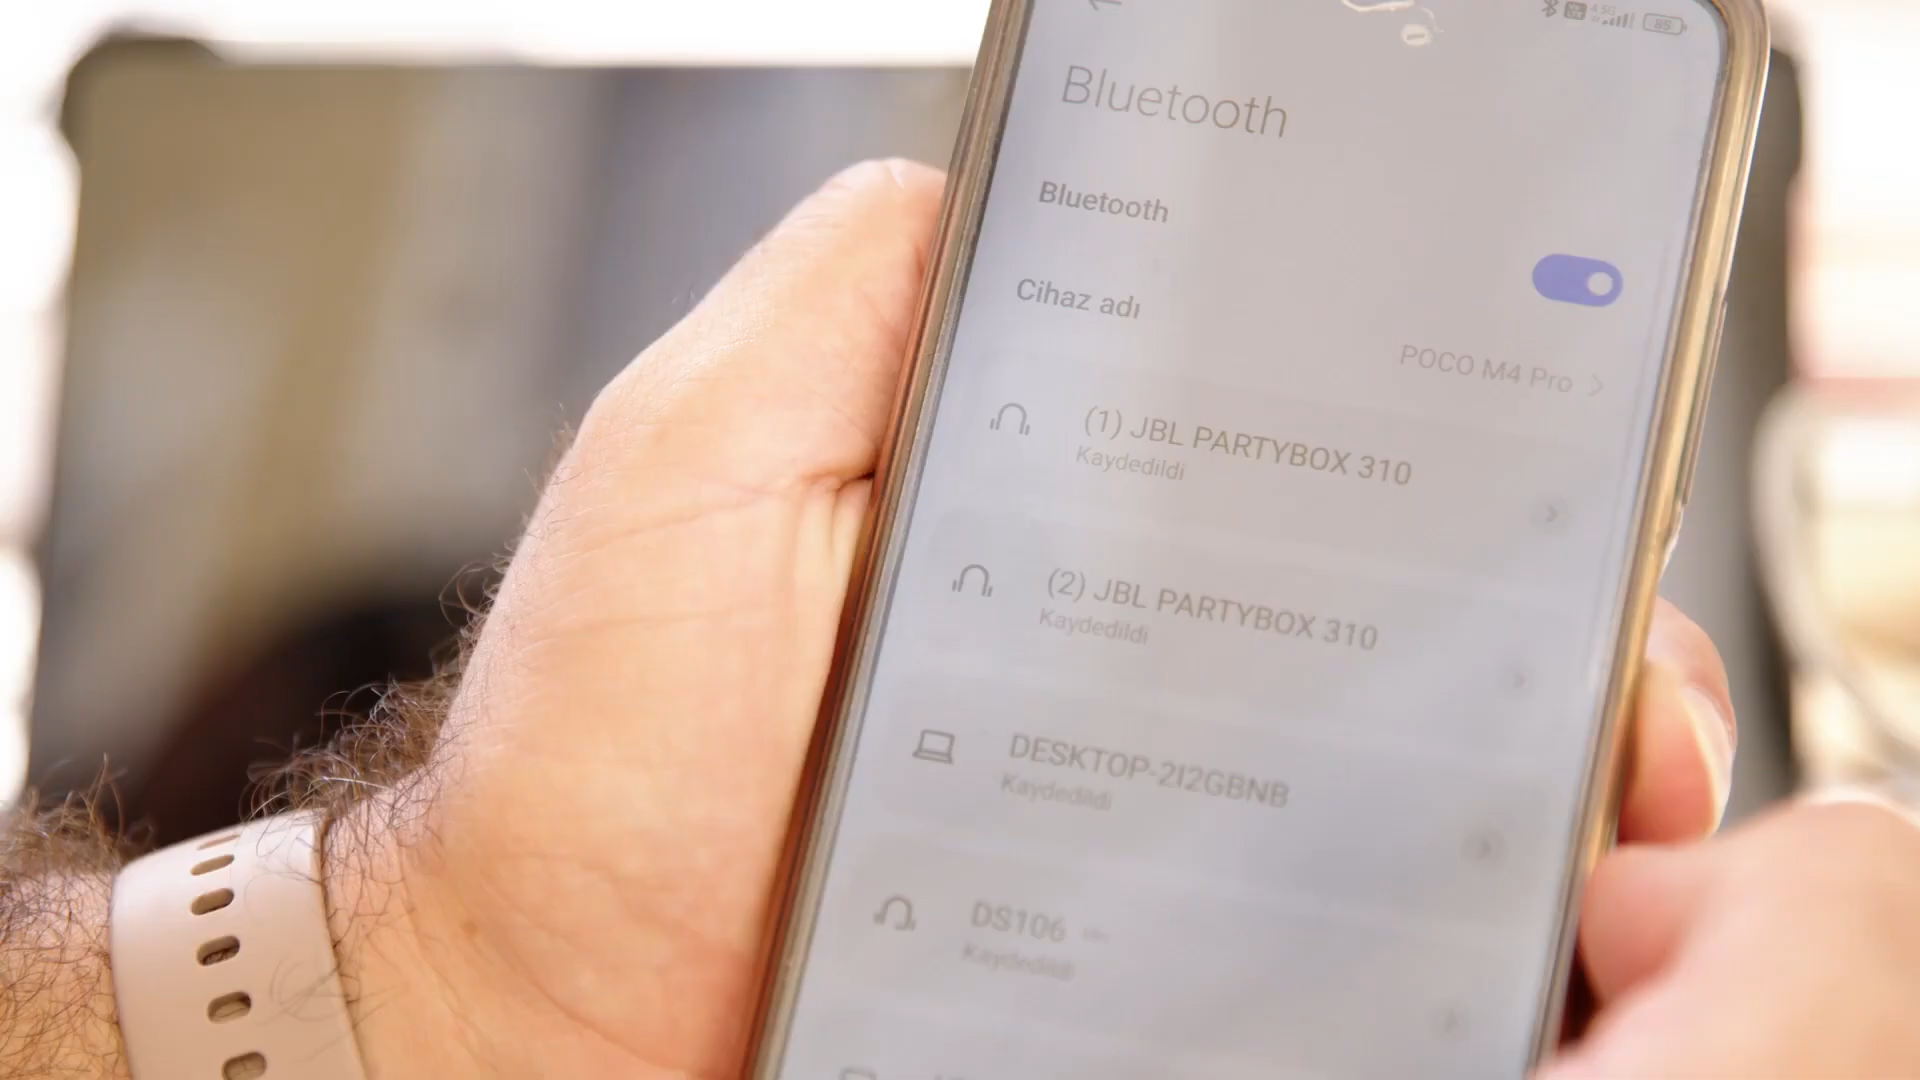 85
Bluetooth
Bluetooth
Cihaz adı
POCO M4 Pro
(1) JBL PARTYBOX 310
Kaydedildi
(2) JBL PARTYBOX 310
Kaydedildi
DESKTOP-2I2GBNB
Kaydedildi
DS106
Kaydedildi